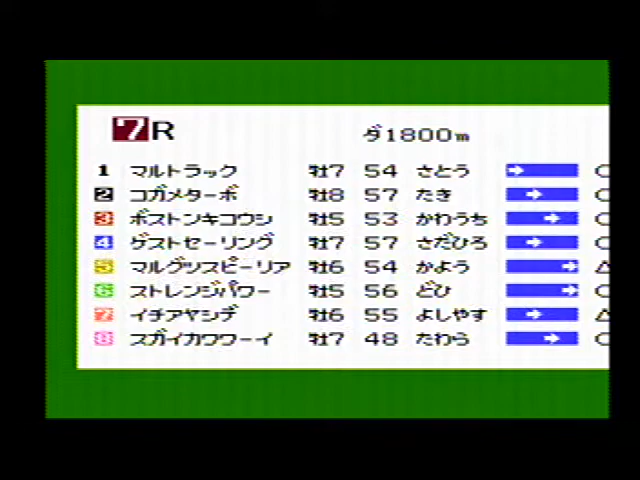 7R ダ1800m
1 マルトラック 牡7 54 さとう → ○
2 コガメターボ 牡8 57 たき → ○
3 ボストンキコウシ 牡5 53 かわうち → ○
4 ゲストセーリング 牡7 57 さだひろ → ○
5 マルグツスピーリア 牡6 54 かよう → △
6 ストレンジパワー 牡5 56 どひ → ○
7 イチアヤシデ 牡6 55 よしやす → △
8 スガイカワワーイ 牡7 48 たわら → ○